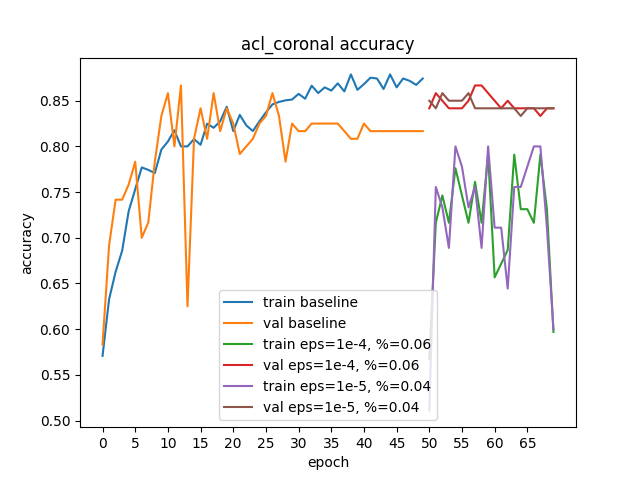 acl_coronal accuracy
accuracy
0.85
0.80
0.75
0.70
0.65
0.60
0.55
0.50
train baseline
val baseline
train eps=1e-4, %=0.06
val eps=1e-4, %=0.06
train eps=1e-5, %=0.04
val eps=1e-5, %=0.04
0 5 10 15 20 25 30 35 40 45 50 55 60 65
epoch